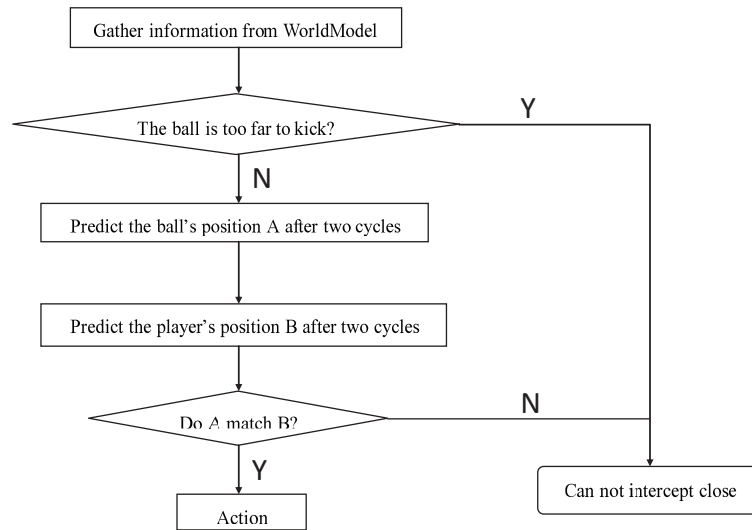 Gather information from WorldModel
The ball is too far to kick?
Y
N
Predict the ball's position A after two cycles
Predict the player's position B after two cycles
Do A match B?
N
Y
Can not intercept close
Action